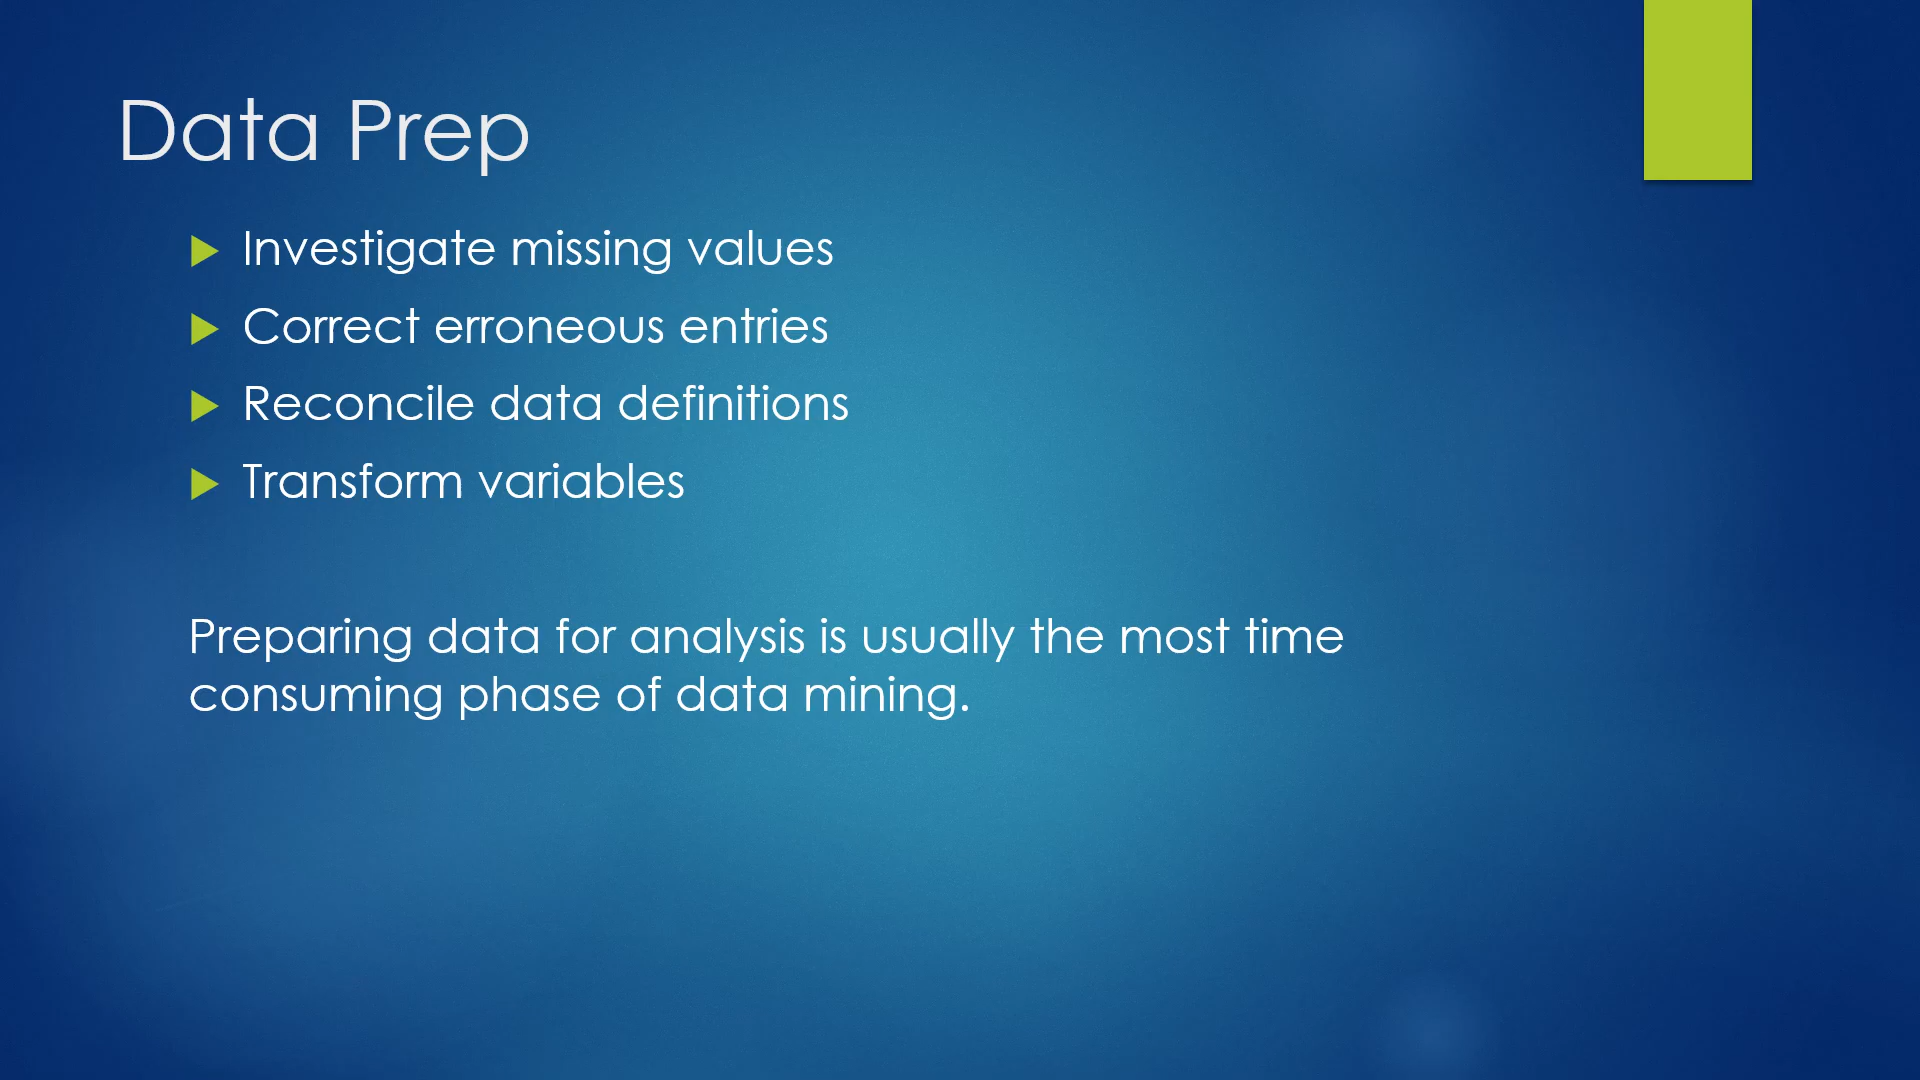 Data Prep
Investigate missing values
Correct erroneous entries
Reconcile data definitions
Transform variables
Preparing data for analysis is usually the most time
consuming phase of data mining.